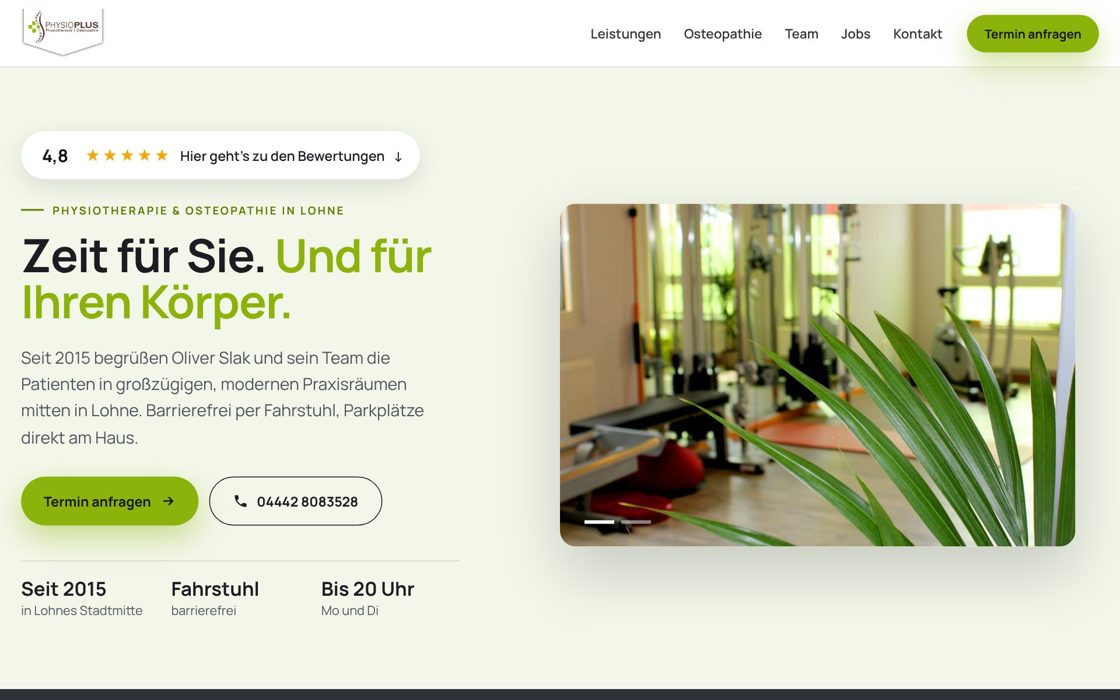 PHYSIOPLUS
Physiotherapie | Osteopathie
Leistungen
Osteopathie
Team
Jobs
Kontakt
Termin anfragen
4,8 ★★★★★ Hier geht's zu den Bewertungen ↓
PHYSIOTHERAPIE & OSTEOPATHIE IN LOHNE
Zeit für Sie. Und für
Ihren Körper.
Seit 2015 begrüßen Oliver Slak und sein Team die
Patienten in großzügigen, modernen Praxisräumen
mitten in Lohne. Barrierefrei per Fahrstuhl, Parkplätze
direkt am Haus.
Termin anfragen →
04442 8083528
Seit 2015
in Lohnes Stadtmitte
Fahrstuhl
barrierefrei
Bis 20 Uhr
Mo und Di